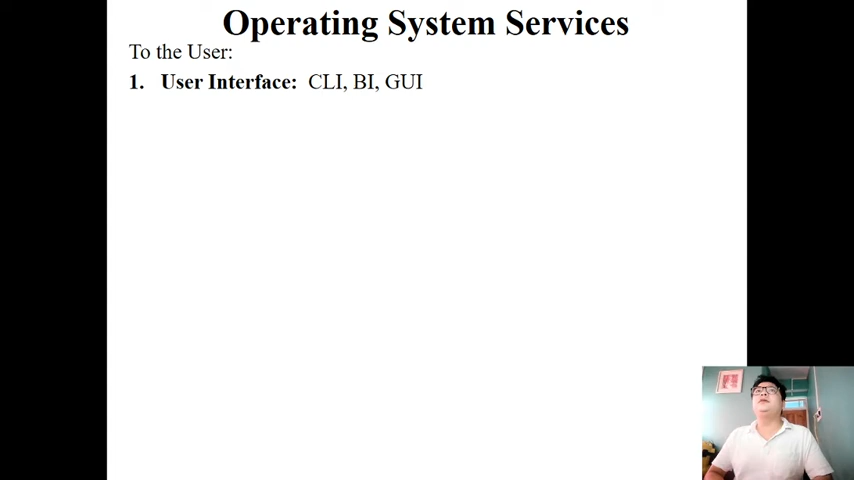 Operating System Services
To the User:
1. User Interface: CLI, BI, GUI